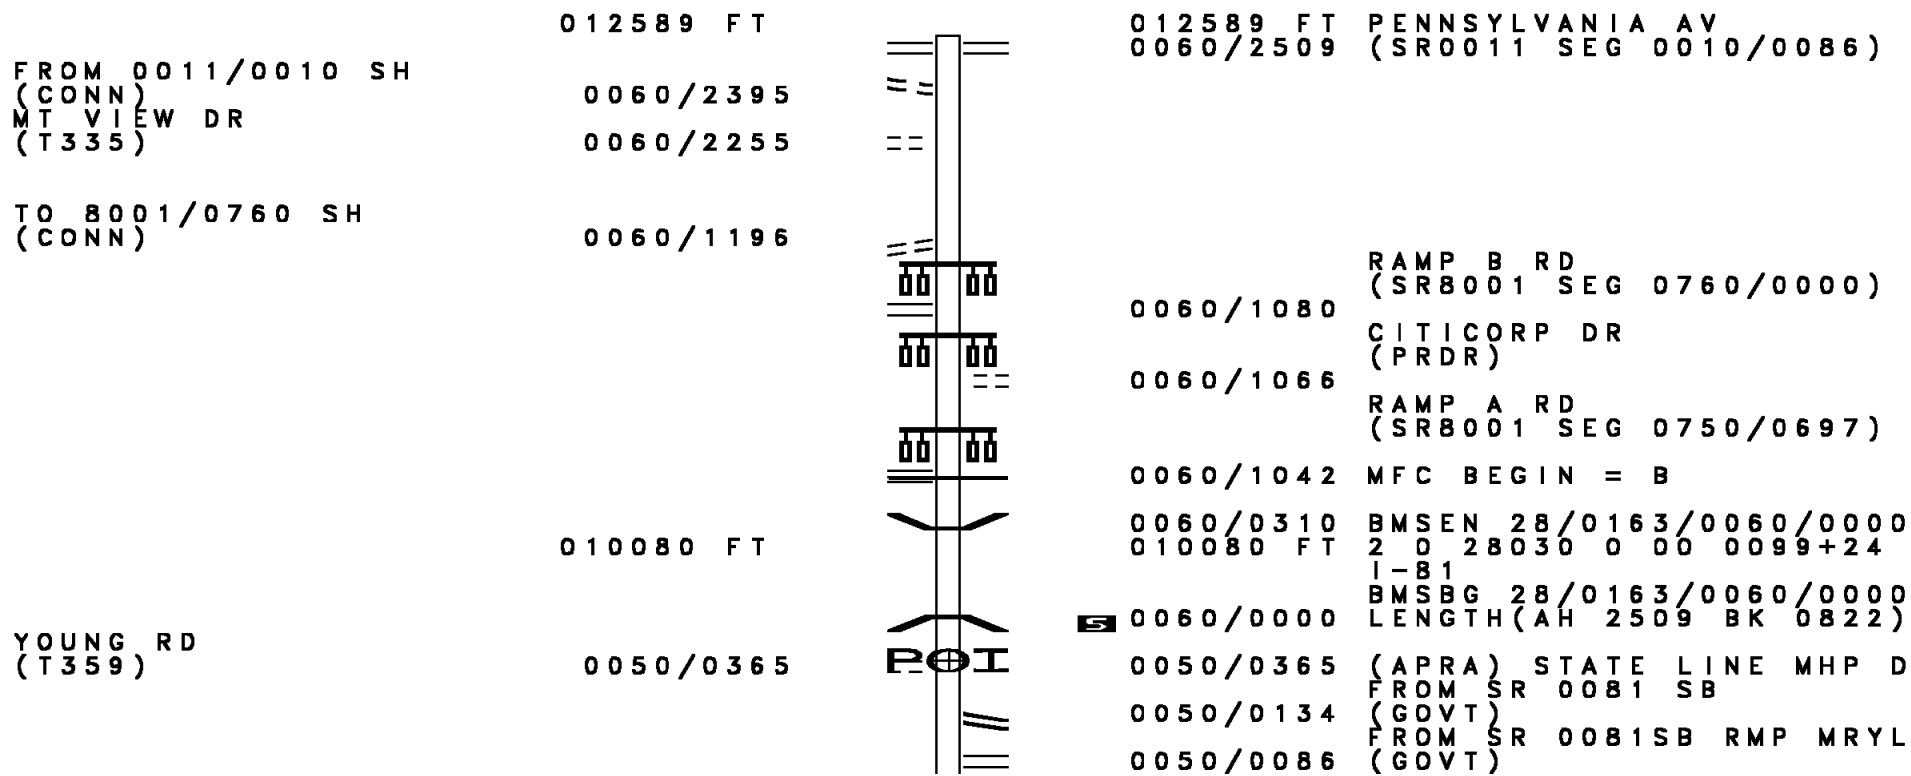 012589 FT
012589 FT PENNSYLVANIA AV
0060/2509 (SR0011 SEG 0010/0086)
FROM 0011/0010 SH
(CONN) 0060/2395
MT VIEW DR
(T335) 0060/2255
TO 8001/0760 SH
(CONN) 0060/1196
RAMP B RD
(SR8001 SEG 0760/0000)
0060/1080
CITICORP DR
(PRDR)
0060/1066
RAMP A RD
(SR8001 SEG 0750/0697)
0060/1042 MFC BEGIN = B
0060/0310 BMSEN 28/0163/0060/0000
010080 FT
010080 FT 2 0 28030 0 00 0099+24
I-81
BMSBG 28/0163/0060/0000
S 0060/0000 LENGTH(AH 2509 BK 0822)
YOUNG RD
(T359) 0050/0365
POI
0050/0365 (APRA) STATE LINE MHP D
FROM SR 0081 SB
0050/0134 (GOVT)
FROM SR 0081SB RMP MRYL
0050/0086 (GOVT)